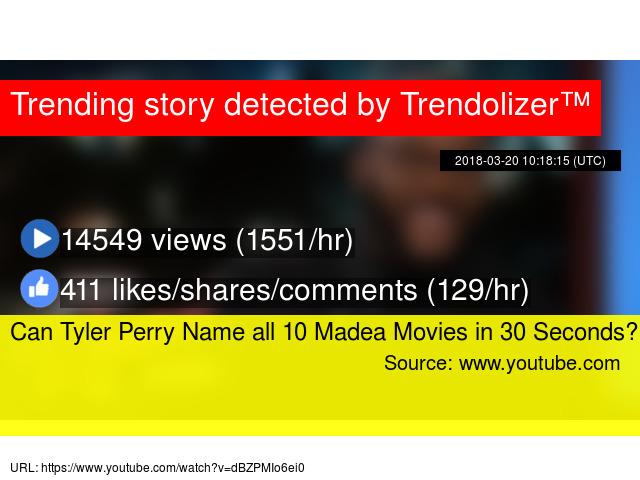 Trending story detected by Trendolizer™
2018-03-20 10:18:15 (UTC)
14549 views (1551/hr)
411 likes/shares/comments (129/hr)
Can Tyler Perry Name all 10 Madea Movies in 30 Seconds?
Source: www.youtube.com
URL: https://www.youtube.com/watch?v=dBZPMIo6ei0